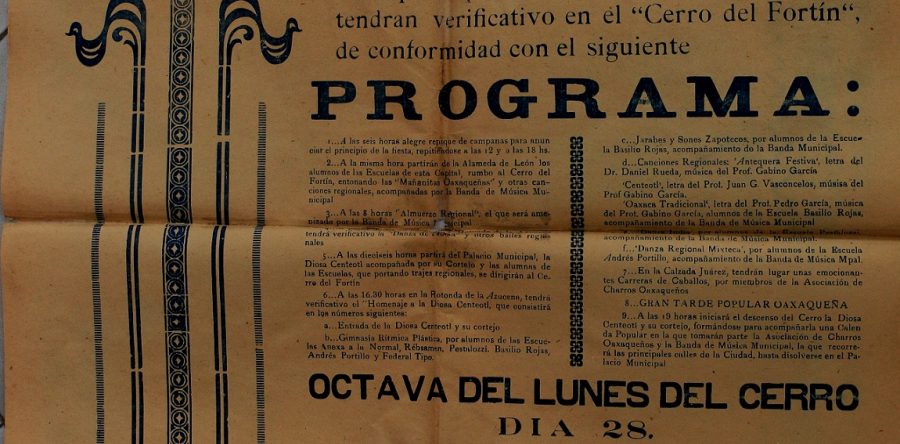 tendran verificativo en el "Cerro del Fortín",
de conformidad con el siguiente
PROGRAMA:
1...A las seis horas alegre repique de campanas para anun
ciar el principio de la fiesta, repitiéndose a las 12 y a las 18 hs.
2...A la misma hora partirán de la Alameda de León los
alumnos de las Escuelas de esta Capital, rumbo al Cerro del
Fortín, entonando las "Mañanitas Oaxaqueñas" y otras can-
ciones regionales, acompañadas por la Banda de Música Mu-
nicipal
3...A las 8 horas "Almuerzo Regional", el que será ame-
nizado por la Banda de Música
tendrá verificativo la "Danza de y otros bailes regio-
nales
5...A las dieciseis horas partirá del Palacio Municipal, la
Diosa Centeotl acompañada por su Cortejo y las alumnas de
las Escuelas, que portando trajes regionales, se dirigirán al Ce-
rro del Fortín
6...A las 16.30 horas en la Rotonda de la Azucena, tendrá
verificativo el "Homenaje a la Diosa Centeotl, que consistirá
en los números siguientes:
a...Entrada de la Diosa Centeotl y su cortejo
b...Gimnasia Rítmica Plástica, por alumnos de las Escue-
las Anexa a la Normal, Rébsamen, Pestalozzi, Basilio Rojas,
Andrés Portillo y Federal Tipo.
c...Jarabes y Sones Zapotecos, por alumnos de la Escue
la Basilio Rojas, acompañamiento de la Banda Municipal.
d...Canciones Regionales: 'Antequera Festiva', letra del
Dr. Daniel Rueda, música del Prof. Gabino García
'Centeotl', letra del Prof. Juan G. Vasconcelos, música del
Prof Gabino García.
'Oaxaca Tradicional', letra del Prof. Pedro García, música
del Prof. Gabino García, alumnos de la Escuela Basilio Rojas,
acompañamiento de la Banda de Música Municipal
acompañamiento de la Banda de Música Municipal
f...'Danza Regional Mixteca', por alumnos de la Escuela
Andrés Portillo, acompañamiento de la Banda de Música Mpal.
7...En la Calzada Juárez, tendrán lugar unas emocionan-
tes Carreras de Caballos, por miembros de la Asociación de
Charros Oaxaqueños
8...GRAN TARDE POPULAR OAXAQUEÑA
9...A las 19 horas iniciará el descenso del Cerro la Diosa
Centeotl y su cortejo, formándose para acompañarla una Calen
da Popular en la que tomarán parte la Asociación de Charros
Oaxaqueños y la Banda de Música Municipal, la que recorre-
rá las principales calles de la Ciudad, hasta disolverse en el Pa-
lacio Municipal
OCTAVA DEL LUNES DEL CERRO
DIA 28.